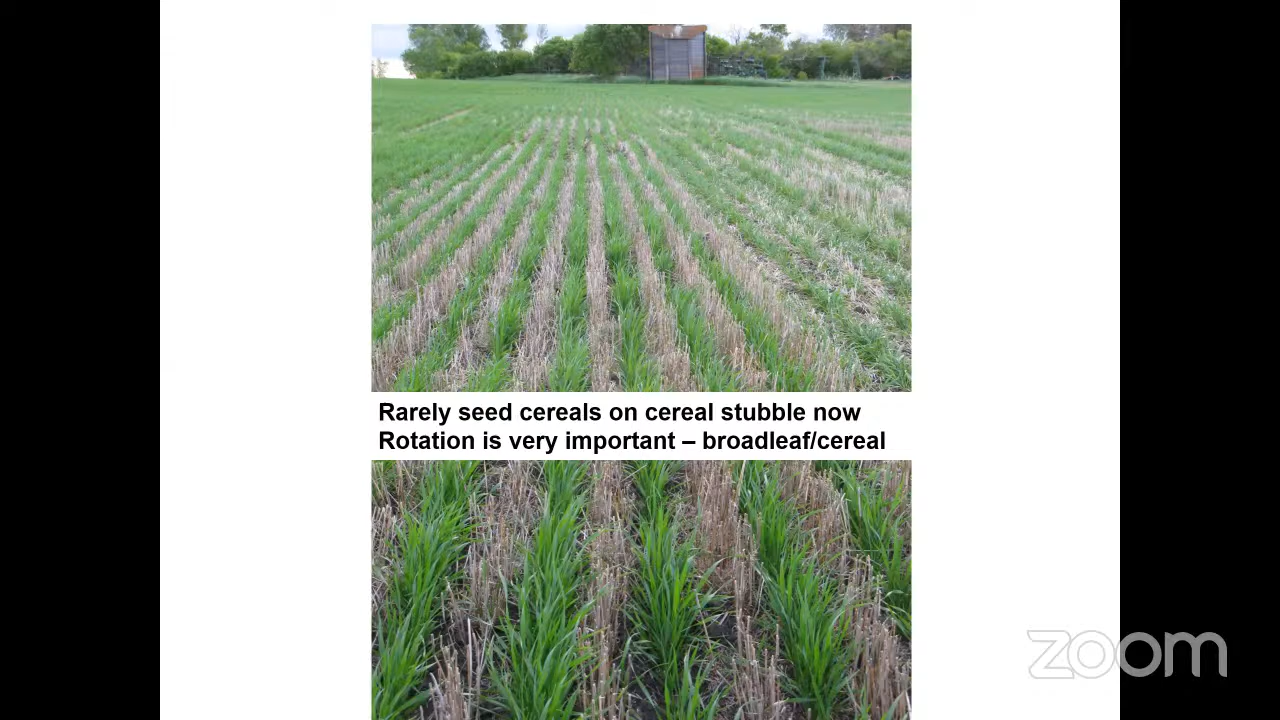 Rarely seed cereals on cereal stubble now
Rotation is very important – broadleaf/cereal
zoom